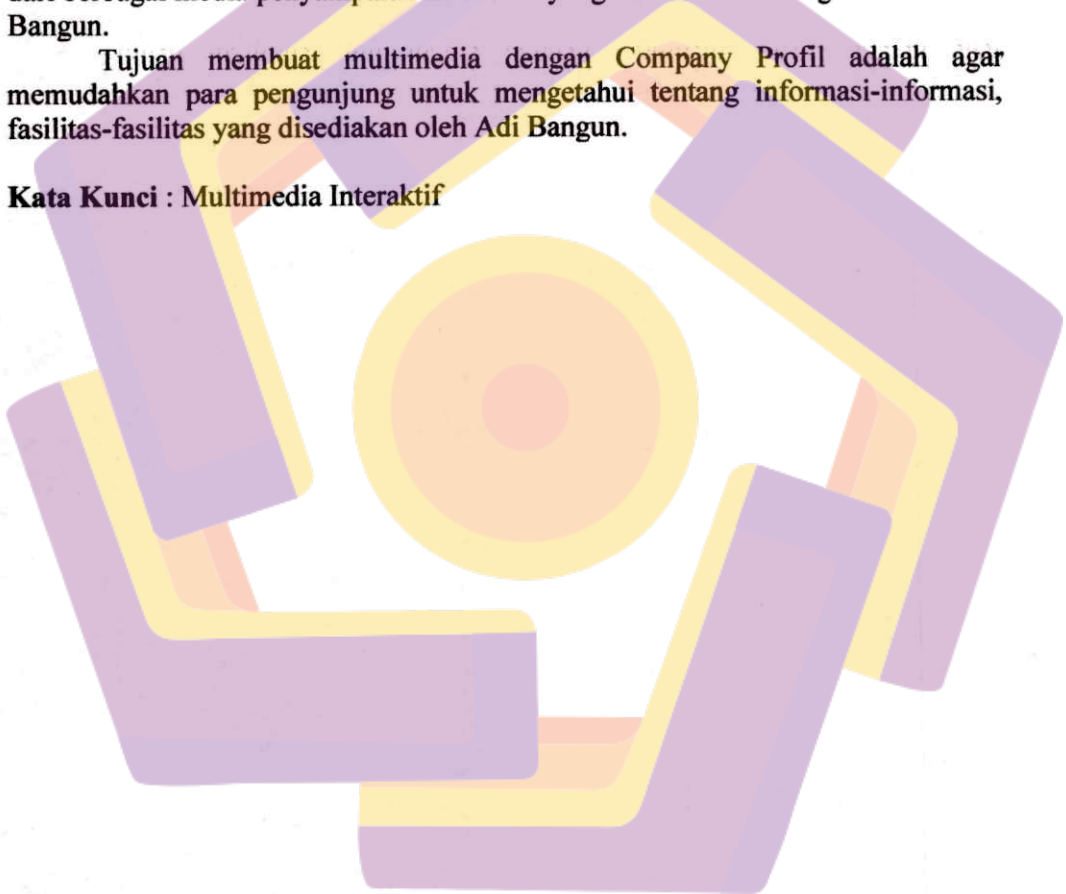 Bangun.
Tujuan membuat multimedia dengan Company Profil adalah agar
memudahkan para pengunjung untuk mengetahui tentang informasi-informasi,
fasilitas-fasilitas yang disediakan oleh Adi Bangun.
Kata Kunci : Multimedia Interaktif